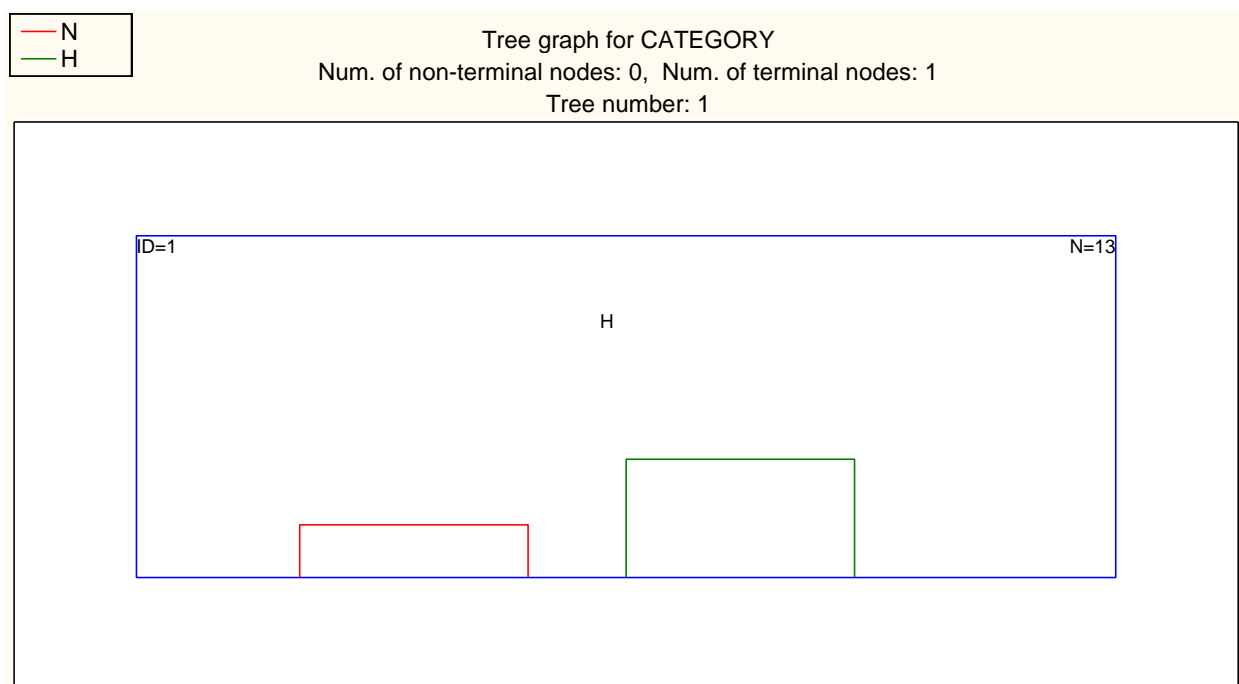 N
H
Tree graph for CATEGORY
Num. of non-terminal nodes: 0,  Num. of terminal nodes: 1
Tree number: 1
ID=1
N=13
H